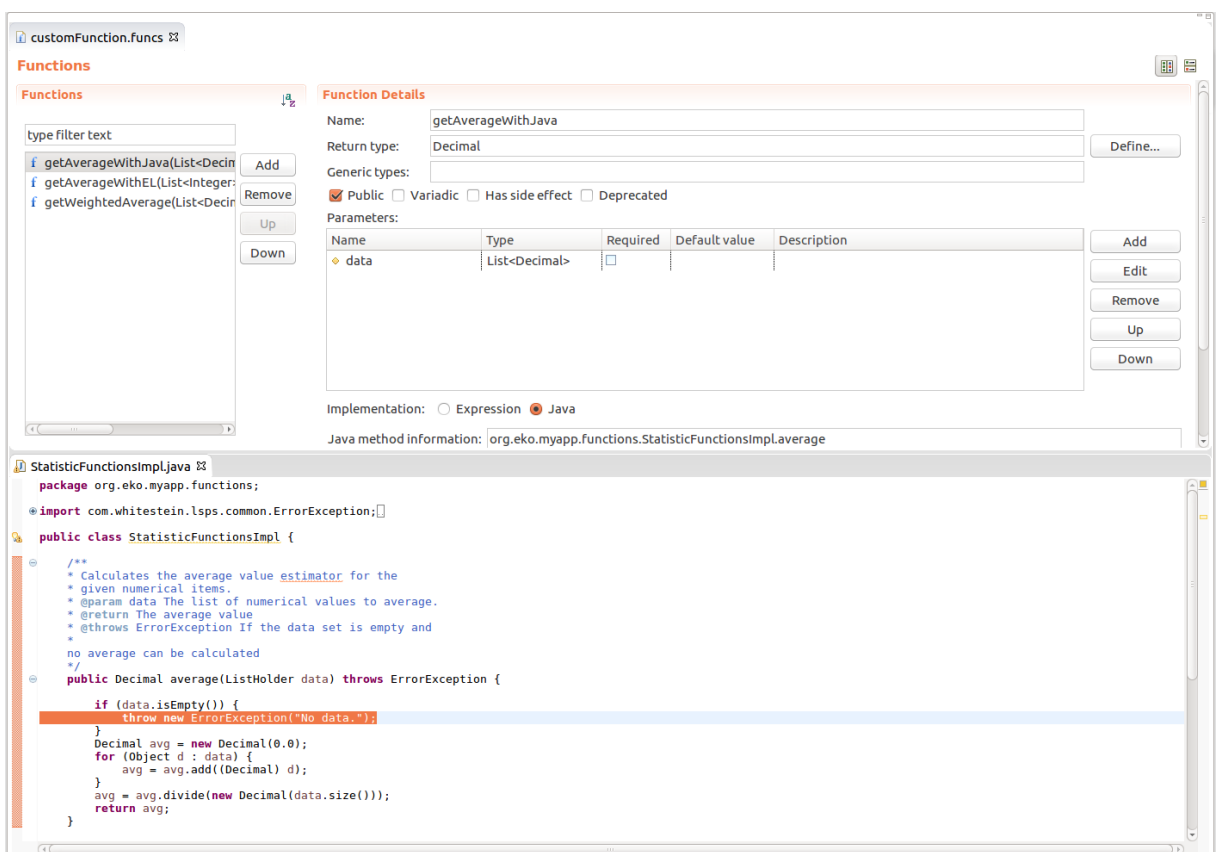 customFunction.funcs
Functions
Functions
type filter text
getAverageWithJava(List<Decin
getAverageWithEL(List<Integer>
getWeightedAverage(List<Decin
Add
Remove
Up
Down
Function Details
Name: getAverageWithJava
Return type: Decimal Define...
Generic types:
Public Variadic Has side effect Deprecated
Parameters:
Name Type Required Default value Description
data List<Decimal>
Add
Edit
Remove
Up
Down
Implementation: Expression Java
Java method information: org.eko.myapp.functions.StatisticFunctionsImpl.average
StatisticFunctionsImpl.java
package org.eko.myapp.functions;
import com.whitestein.lsps.common.ErrorException;
public class StatisticFunctionsImpl {
/**
* Calculates the average value estimator for the
* given numerical items.
* @param data The list of numerical values to average.
* @return The average value
* @throws ErrorException If the data set is empty and
*
no average can be calculated
*/
public Decimal average(ListHolder data) throws ErrorException {
if (data.isEmpty()) {
throw new ErrorException("No data.");
}
Decimal avg = new Decimal(0.0);
for (Object d : data) {
avg = avg.add((Decimal) d);
}
avg = avg.divide(new Decimal(data.size()));
return avg;
}